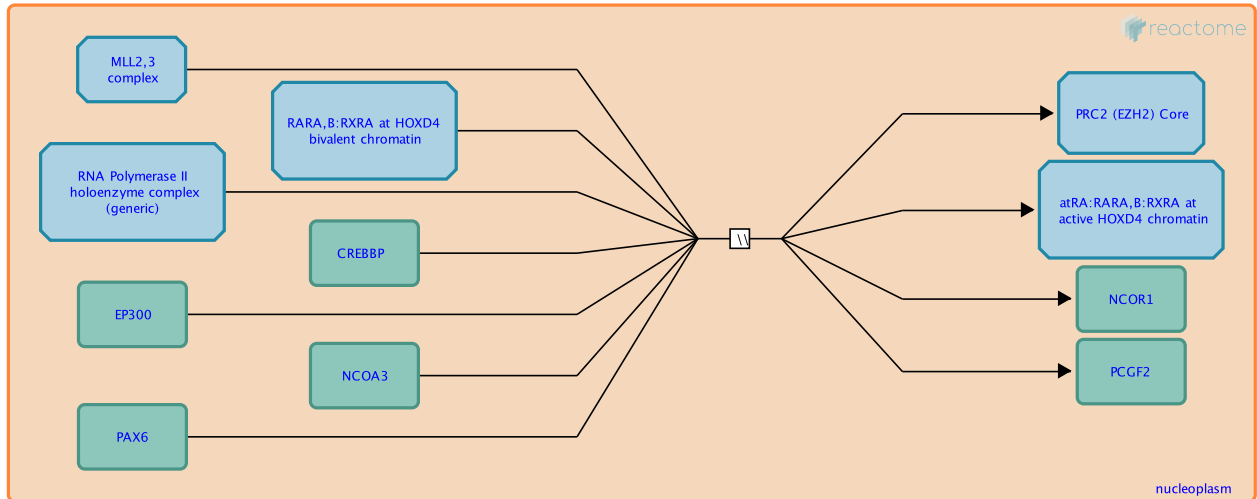 reactome
MLL2,3
complex
RARA,B:RXRA at HOXD4
bivalent chromatin
RNA Polymerase II
holoenzyme complex
(generic)
CREBBP
EP300
NCOA3
PAX6
\\
PRC2 (EZH2) Core
atRA:RARA,B:RXRA at
active HOXD4 chromatin
NCOR1
PCGF2
nucleoplasm